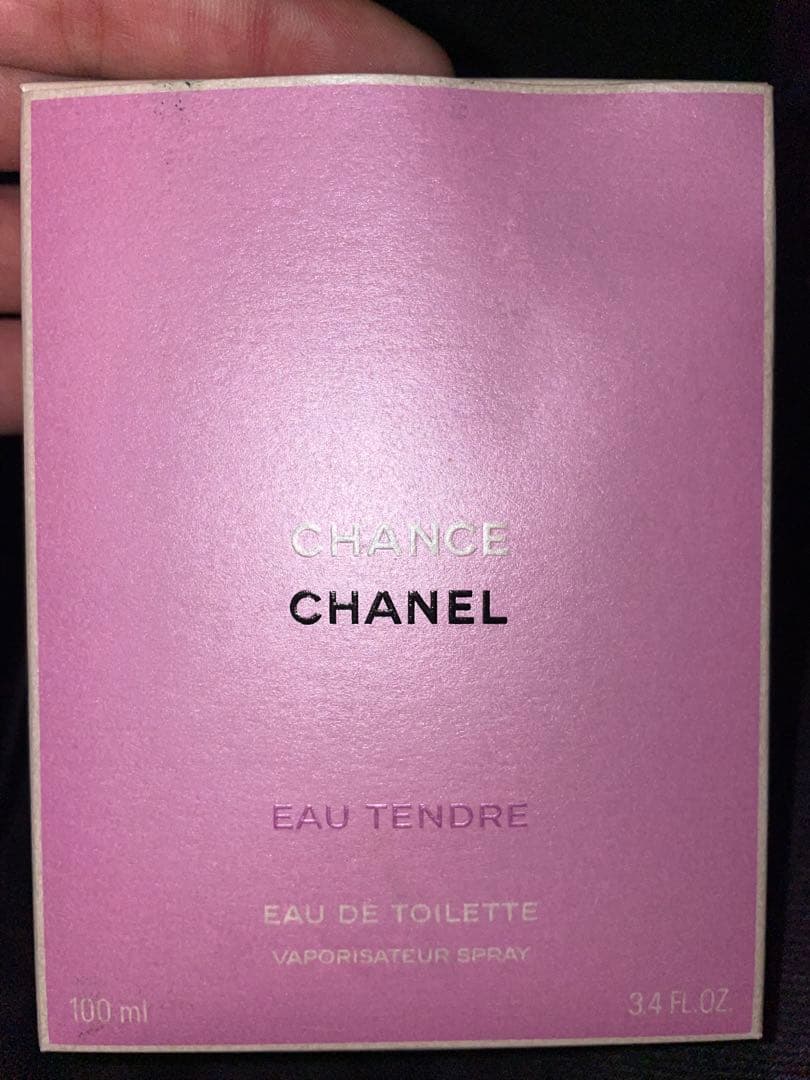 CHANCE
CHANEL
EAU TENDRE
EAU DE TOILETTE
VAPORISATEUR SPRAY
100 ml
3.4 FL.OZ.